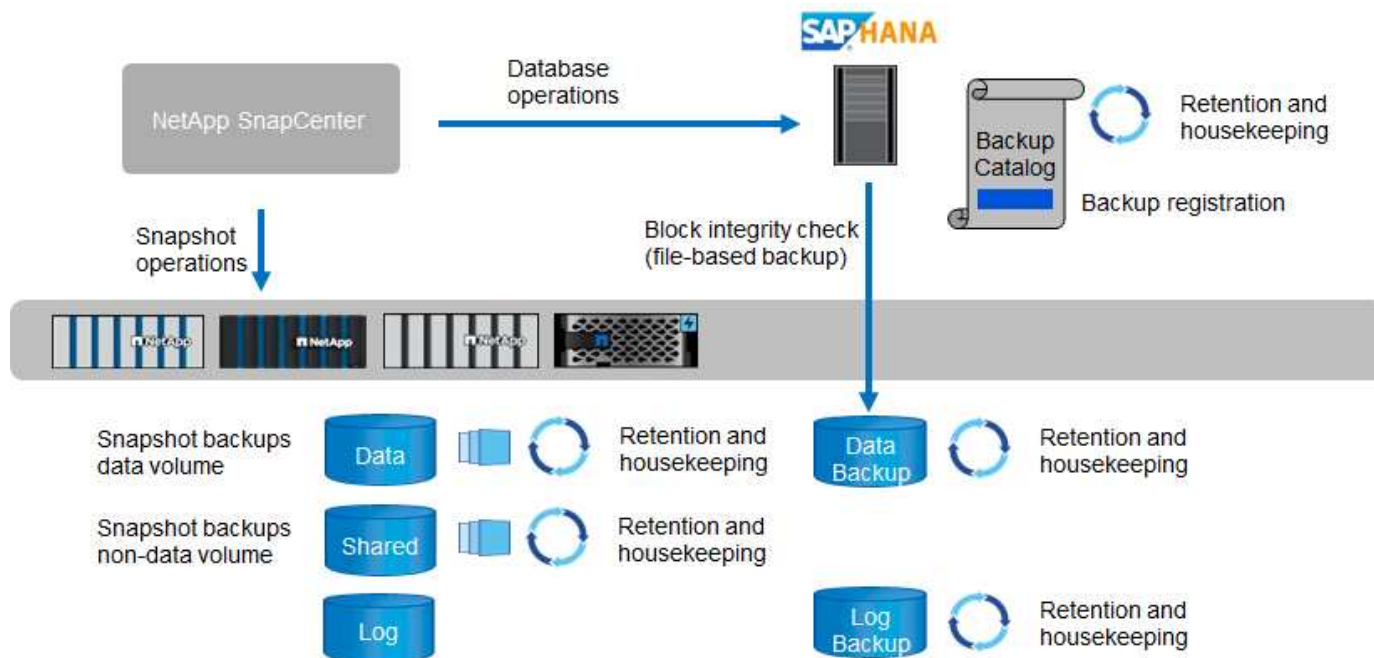 SAP HANA
NetApp SnapCenter
Database
operations
Retention and
housekeeping
Backup
Catalog
Backup registration
Snapshot
operations
Block integrity check
(file-based backup)
NetApp
NetApp
NetApp
Snapshot backups
data volume
Data
Retention and
housekeeping
Data
Backup
Retention and
housekeeping
Snapshot backups
non-data volume
Shared
Retention and
housekeeping
Log
Log
Backup
Retention and
housekeeping